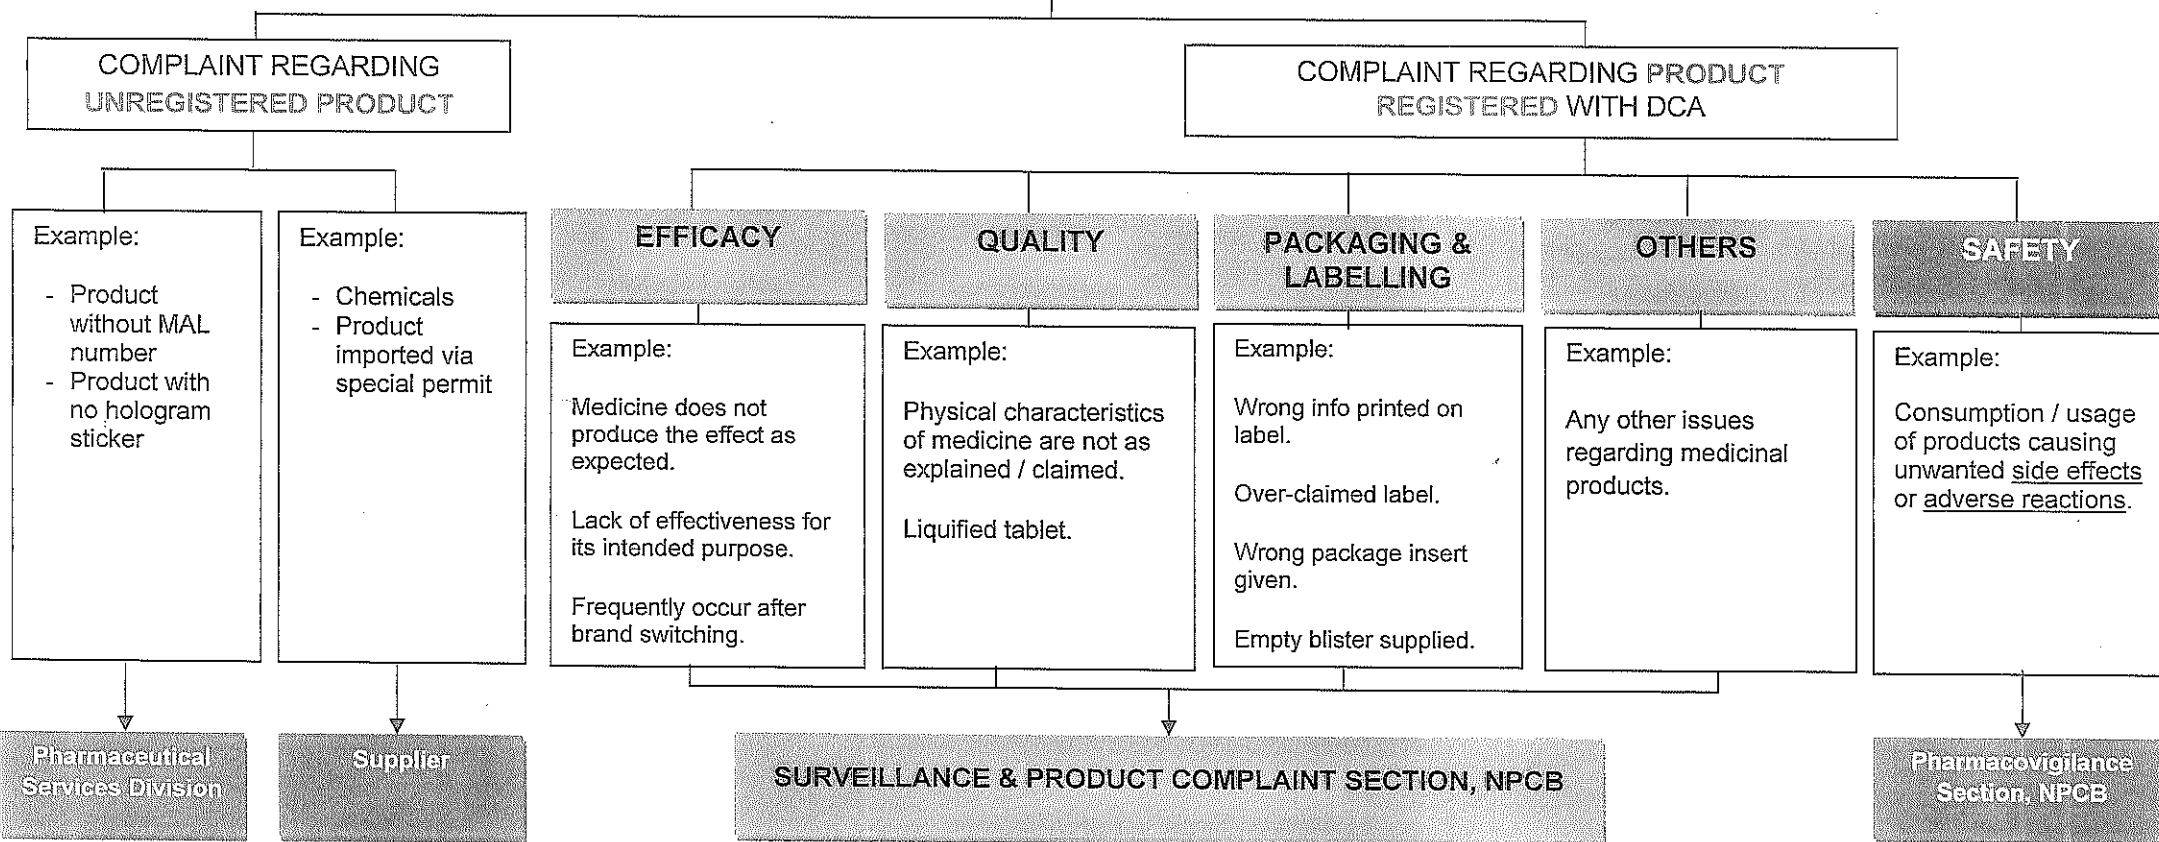 COMPLAINT REGARDING
UNREGISTERED PRODUCT
COMPLAINT REGARDING PRODUCT
REGISTERED WITH DCA
Example:
- Product
without MAL
number
- Product with
no hologram
sticker
Example:
- Chemicals
- Product
imported via
special permit
EFFICACY
Example:
Medicine does not
produce the effect as
expected.
Lack of effectiveness for
its intended purpose.
Frequently occur after
brand switching.
QUALITY
Example:
Physical characteristics
of medicine are not as
explained / claimed.
Liquified tablet.
PACKAGING &
LABELLING
Example:
Wrong info printed on
label.
Over-claimed label.
Wrong package insert
given.
Empty blister supplied.
OTHERS
Example:
Any other issues
regarding medicinal
products.
SAFETY
Example:
Consumption / usage
of products causing
unwanted side effects
or adverse reactions.
Pharmaceutical
Services Division
Supplier
SURVEILLANCE & PRODUCT COMPLAINT SECTION, NPCB
Pharmacovigilance
Section, NPCB